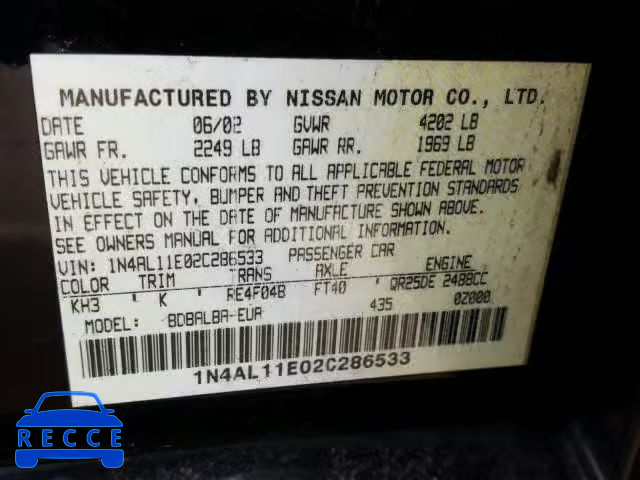 MANUFACTURED BY NISSAN MOTOR CO., LTD.
DATE 06/02 GVWR 4202 LB
GAWR FR. 2249 LB GAWR RR. 1969 LB
THIS VEHICLE CONFORMS TO ALL APPLICABLE FEDERAL MOTOR
VEHICLE SAFETY, BUMPER AND THEFT PREVENTION STANDARDS
IN EFFECT ON THE DATE OF MANUFACTURE SHOWN ABOVE.
SEE OWNERS MANUAL FOR ADDITIONAL INFORMATION.
VIN: 1N4AL11E02C286533 PASSENGER CAR
COLOR TRIM TRANS AXLE ENGINE
KH3 K RE4F04B FT40 QR25DE 2488CC
MODEL: BDBALBA-EUA 435 0Z000
1N4AL11E02C286533
RECCE